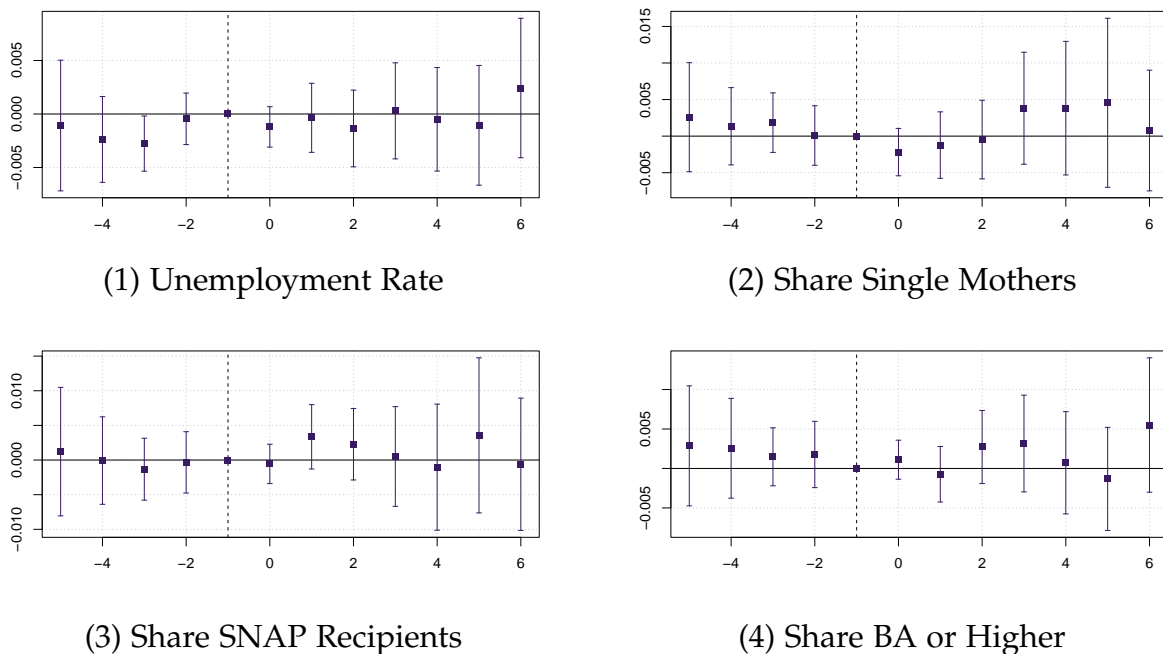 0.005
0.000
−0.005
−4 −2 0 2 4 6
(1) Unemployment Rate
0.015
0.005
−0.005
−4 −2 0 2 4 6
(2) Share Single Mothers
0.010
0.000
−0.010
−4 −2 0 2 4 6
(3) Share SNAP Recipients
0.005
−0.005
−4 −2 0 2 4 6
(4) Share BA or Higher